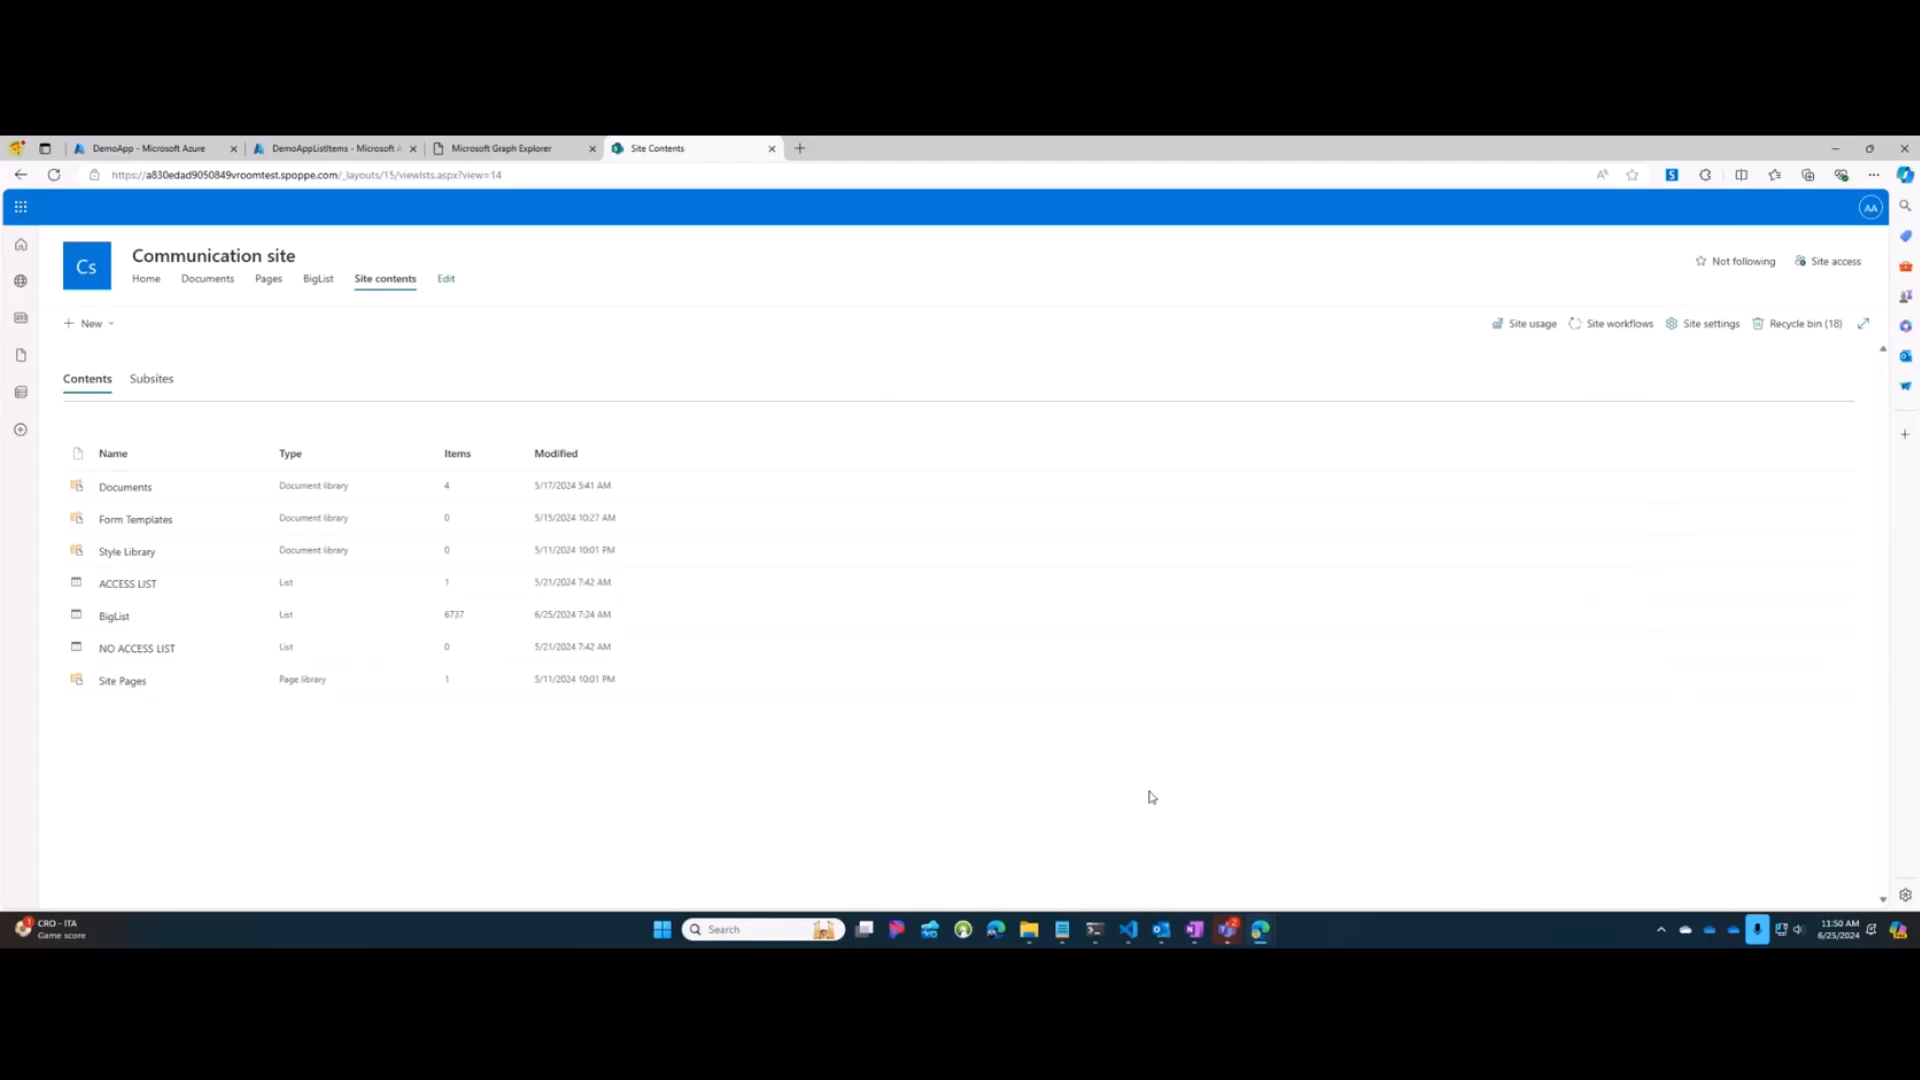 DemoApp - Microsoft Azure
DemoAppListItems - Microsoft A
Microsoft Graph Explorer
Site Contents
https://a830edad9050849vroomtest.spoppe.com/_layouts/15/viewlsts.aspx?view=14
AA
Cs
Communication site
Home Documents Pages BigList Site contents Edit
Not following Site access
New
Site usage Site workflows Site settings Recycle bin (18)
Contents Subsites
Name Type Items Modified
Documents Document library 4 5/17/2024 5:41 AM
Form Templates Document library 0 5/15/2024 10:27 AM
Style Library Document library 0 5/11/2024 10:01 PM
ACCESS LIST List 1 5/21/2024 7:42 AM
BigList List 6737 6/25/2024 7:24 AM
NO ACCESS LIST List 0 5/21/2024 7:42 AM
Site Pages Page library 1 5/11/2024 10:01 PM
CRO - ITA
Game score
Search
11:50 AM
6/25/2024